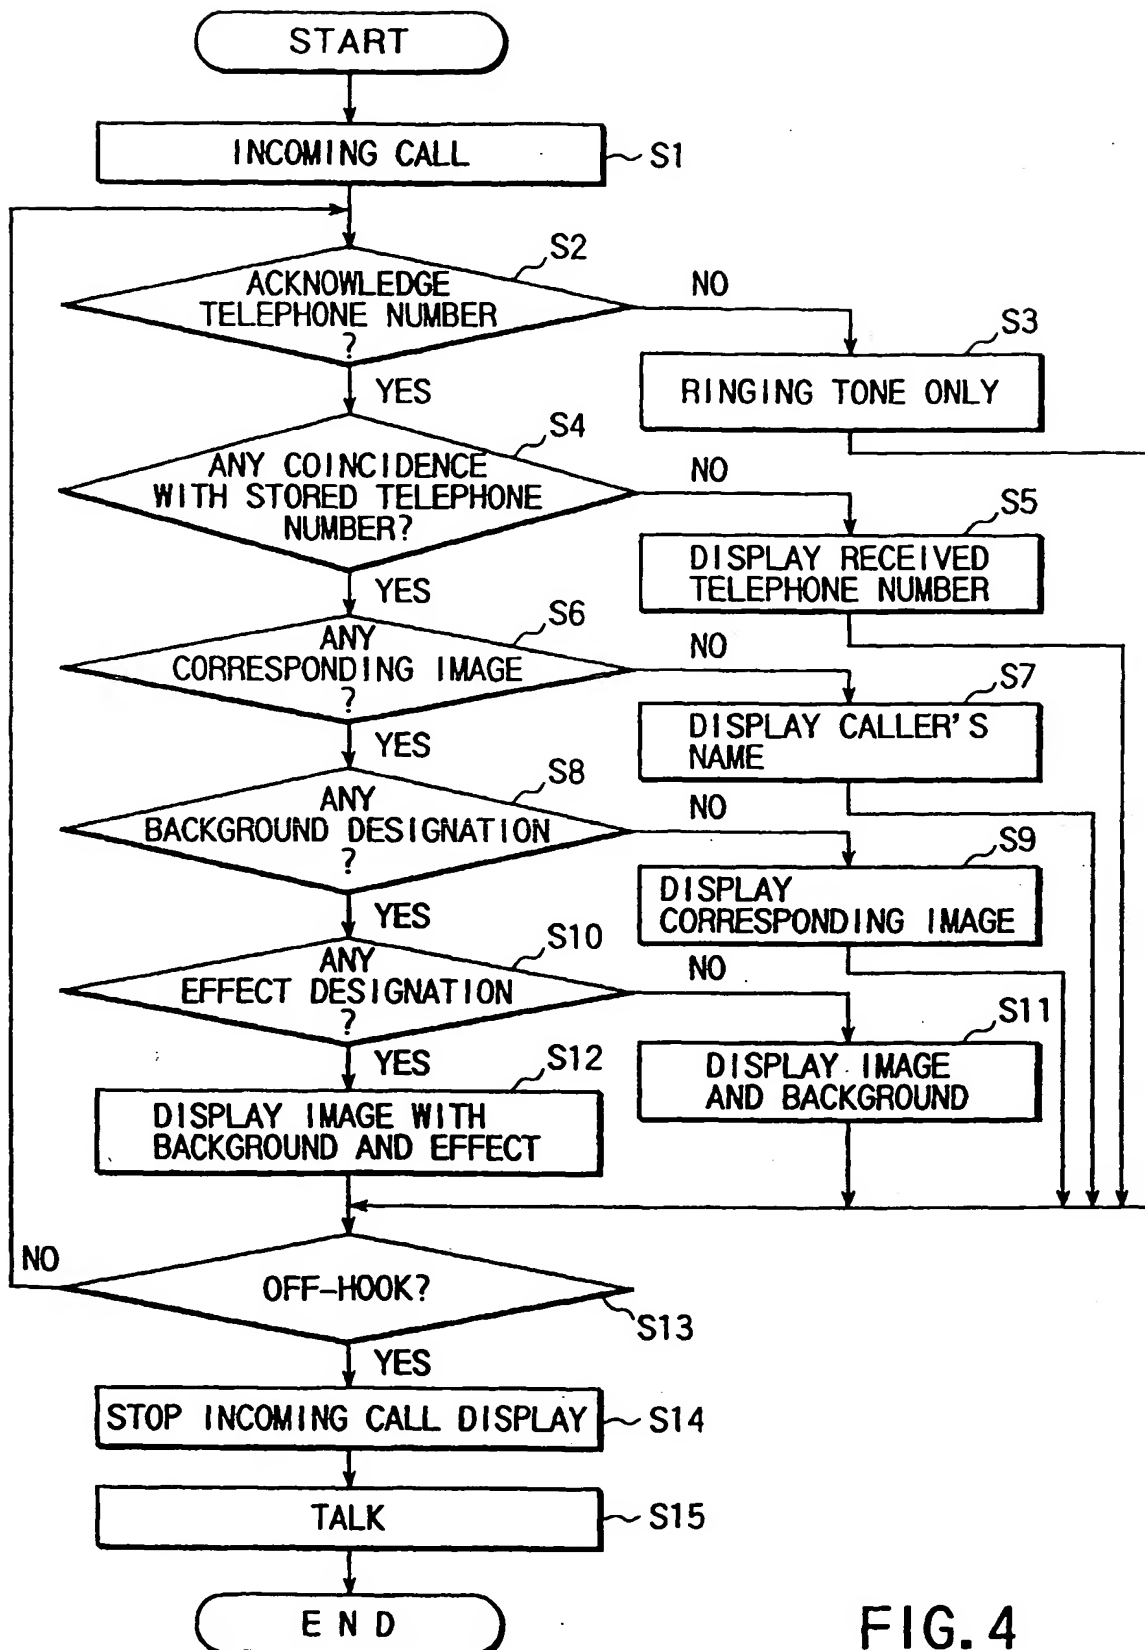 START
INCOMING CALL
S1
S2
ACKNOWLEDGE
TELEPHONE NUMBER
?
NO
YES
S3
RINGING TONE ONLY
S4
ANY COINCIDENCE
WITH STORED TELEPHONE
NUMBER?
NO
YES
S5
DISPLAY RECEIVED
TELEPHONE NUMBER
S6
ANY
CORRESPONDING IMAGE
?
NO
YES
S7
DISPLAY CALLER'S
NAME
S8
ANY
BACKGROUND DESIGNATION
?
NO
YES
S9
DISPLAY
CORRESPONDING IMAGE
S10
ANY
EFFECT DESIGNATION
?
NO
YES
S11
DISPLAY IMAGE
AND BACKGROUND
S12
DISPLAY IMAGE WITH
BACKGROUND AND EFFECT
NO
OFF-HOOK?
S13
YES
STOP INCOMING CALL DISPLAY
S14
TALK
S15
END
FIG. 4